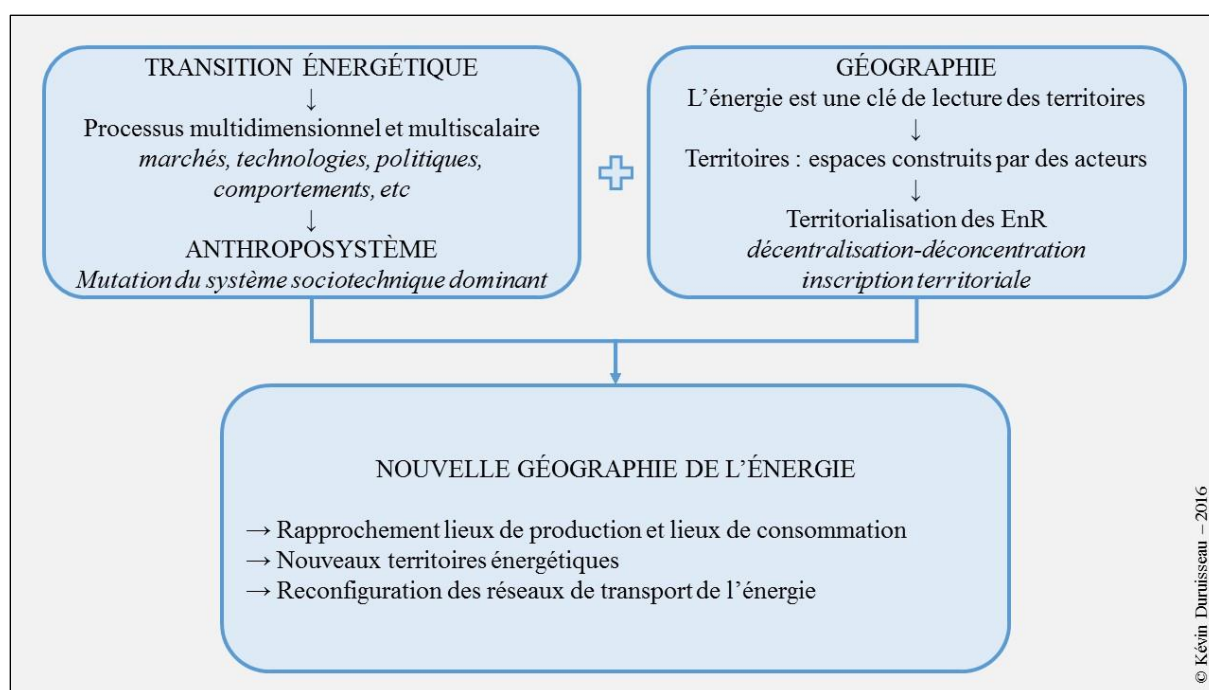 TRANSITION ÉNERGÉTIQUE
↓
Processus multidimensionnel et multiscalaire
marchés, technologies, politiques,
comportements, etc
↓
ANTHROPOSYSTÈME
Mutation du système sociotechnique dominant
GÉOGRAPHIE
L’énergie est une clé de lecture des territoires
↓
Territoires : espaces construits par des acteurs
↓
Territorialisation des EnR
décentralisation-déconcentration
inscription territoriale
NOUVELLE GÉOGRAPHIE DE L’ÉNERGIE
→ Rapprochement lieux de production et lieux de consommation
→ Nouveaux territoires énergétiques
→ Reconfiguration des réseaux de transport de l’énergie
© Kévin Duruisseau – 2016